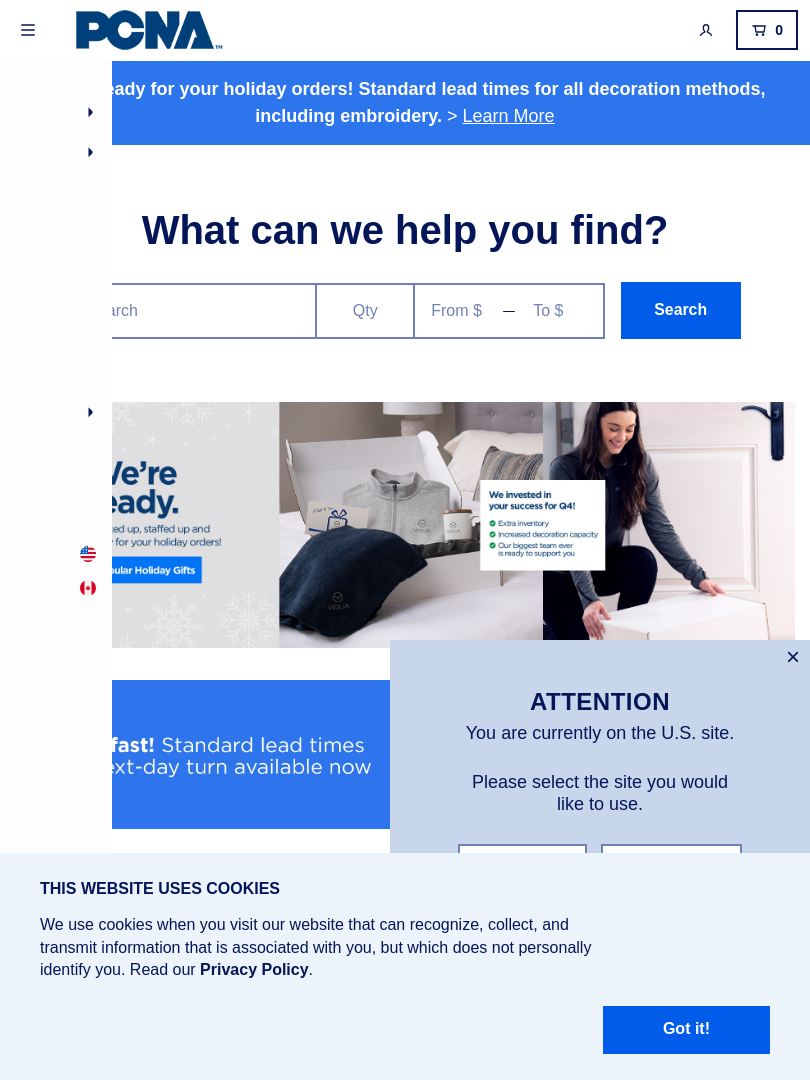 PCNA™
0
eady for your holiday orders! Standard lead times for all decoration methods,
including embroidery. > Learn More
What can we help you find?
arch
Qty
From $ — To $
Search
We're
eady.
ed up, staffed up and
for your holiday orders!
pular Holiday Gifts
VIOLIA
We invested in
your success for Q4!
Extra inventory
Increased decoration capacity
Our biggest team ever
is ready to support you
fast! Standard lead times
ext-day turn available now
×
ATTENTION
You are currently on the U.S. site.
Please select the site you would
like to use.
THIS WEBSITE USES COOKIES
We use cookies when you visit our website that can recognize, collect, and
transmit information that is associated with you, but which does not personally
identify you. Read our Privacy Policy.
Got it!